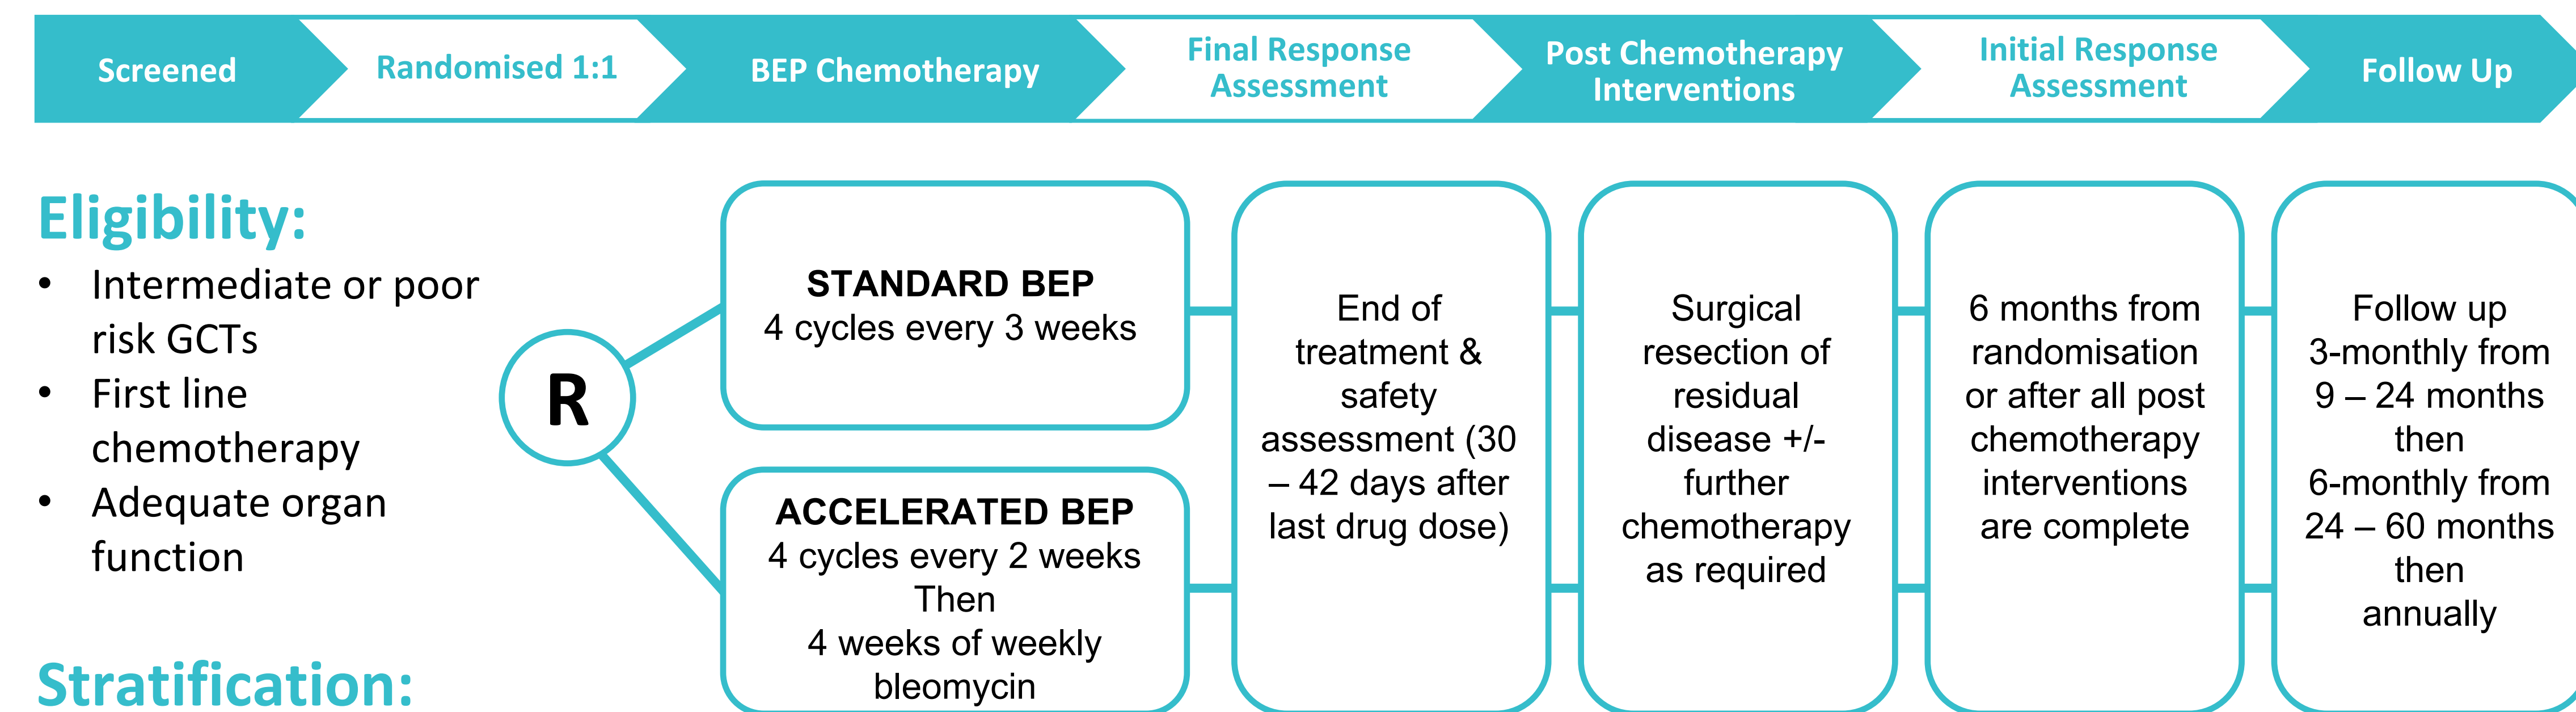 Screened
Randomised 1:1
BEP Chemotherapy
Final Response
Assessment
Post Chemotherapy
Interventions
Initial Response
Assessment
Follow Up
Eligibility:
• Intermediate or poor
risk GCTs
• First line
chemotherapy
• Adequate organ
function
Stratification:
R
STANDARD BEP
4 cycles every 3 weeks
ACCELERATED BEP
4 cycles every 2 weeks
Then
4 weeks of weekly
bleomycin
End of
treatment &
safety
assessment (30
– 42 days after
last drug dose)
Surgical
resection of
residual
disease +/-
further
chemotherapy
as required
6 months from
randomisation
or after all post
chemotherapy
interventions
are complete
Follow up
3-monthly from
9 – 24 months
then
6-monthly from
24 – 60 months
then
annually